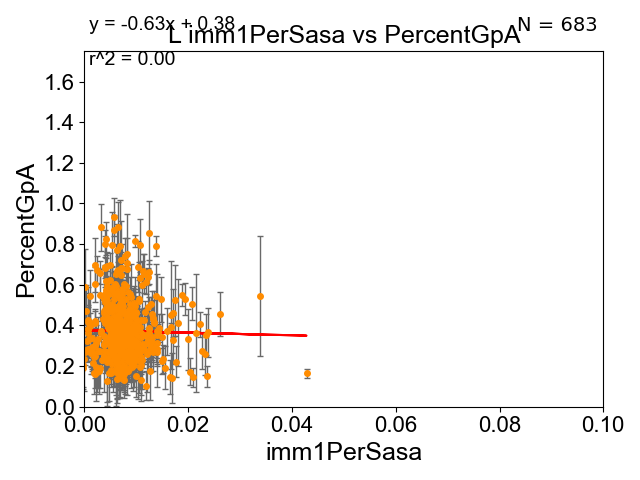 y = -0.63x + 0.38
N = 683
L imm1PerSasa vs PercentGpA
r^2 = 0.00
1.6
1.4
1.2
1.0
0.8
0.6
0.4
0.2
0.0
PercentGpA
0.00 0.02 0.04 0.06 0.08 0.10
imm1PerSasa